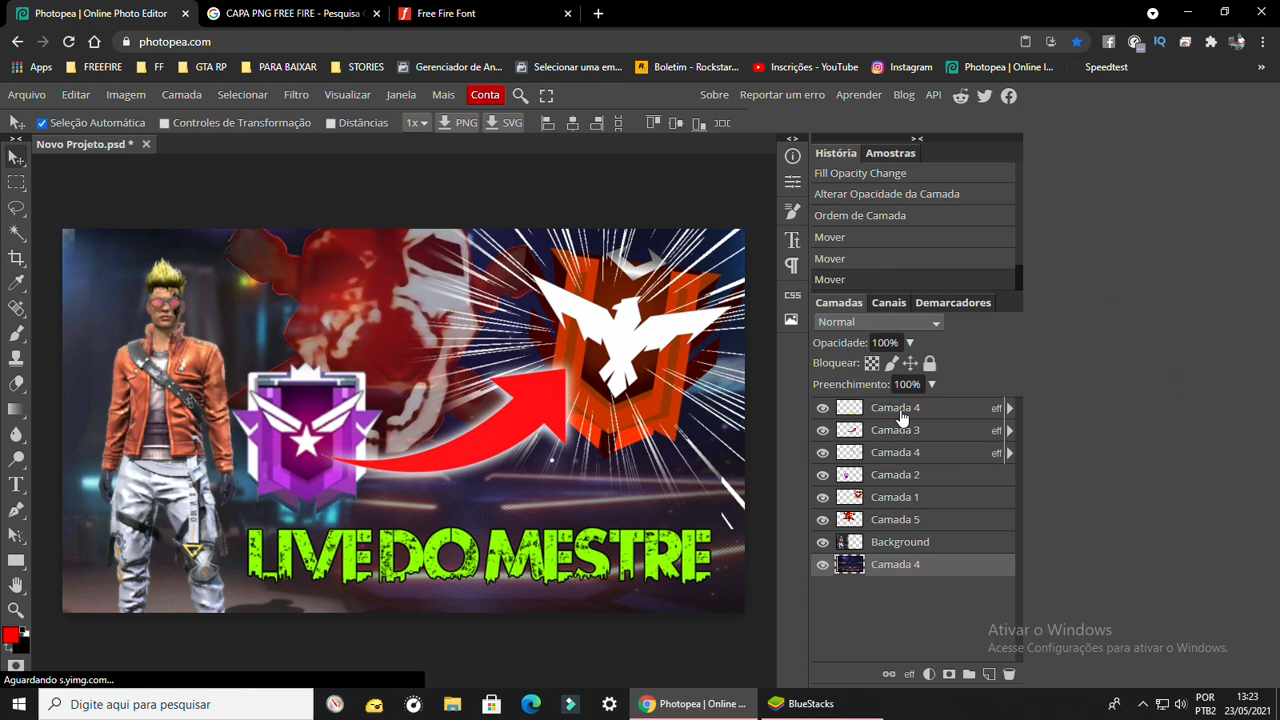 Photopea | Online Photo Editor
CAPA PNG FREE FIRE - Pesquisa
Free Fire Font
photopea.com
Apps FREEFIRE FF GTA RP PARA BAIXAR STORIES Gerenciador de An... Selecionar uma em... Boletim - Rockstar... Inscrições - YouTube Instagram Photopea | Online I... Speedtest »
Arquivo Editar Imagem Camada Selecionar Filtro Visualizar Janela Mais Conta Sobre Reportar um erro Aprender Blog API
Seleção Automática Controles de Transformação Distâncias 1x PNG SVG
Novo Projeto.psd *
História Amostras
Fill Opacity Change
Alterar Opacidade da Camada
Ordem de Camada
Mover
Mover
Mover
CSS
Camadas Canais Demarcadores
Normal
Opacidade: 100%
Bloquear:
Preenchimento: 100%
Camada 4 eff
Camada 3 eff
Camada 4 eff
Camada 2
Camada 1
Camada 5
Background
Camada 4
LIVE DO MESTRE
Ativar o Windows
Acesse Configurações para ativar o Windows.
eff
Aguardando s.yimg.com...
Digite aqui para pesquisar
Photopea | Online ...
BlueStacks
POR
PTB2
13:23
23/05/2021